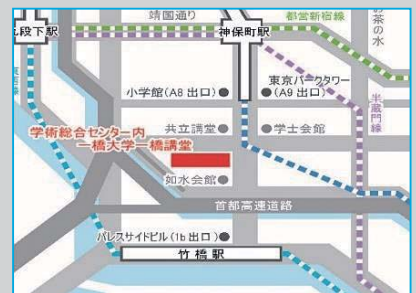 靖国通り
都営新宿線
お茶の水
九段下駅
神保町駅
小学館(A8 出口)
東京パークタワー
(A9 出口)
半蔵門線
共立講堂
学士会館
学術総合センター内
一橋大学一橋講堂
如水会館
首都高速道路
パレスサイドビル(1b 出口)
竹橋駅